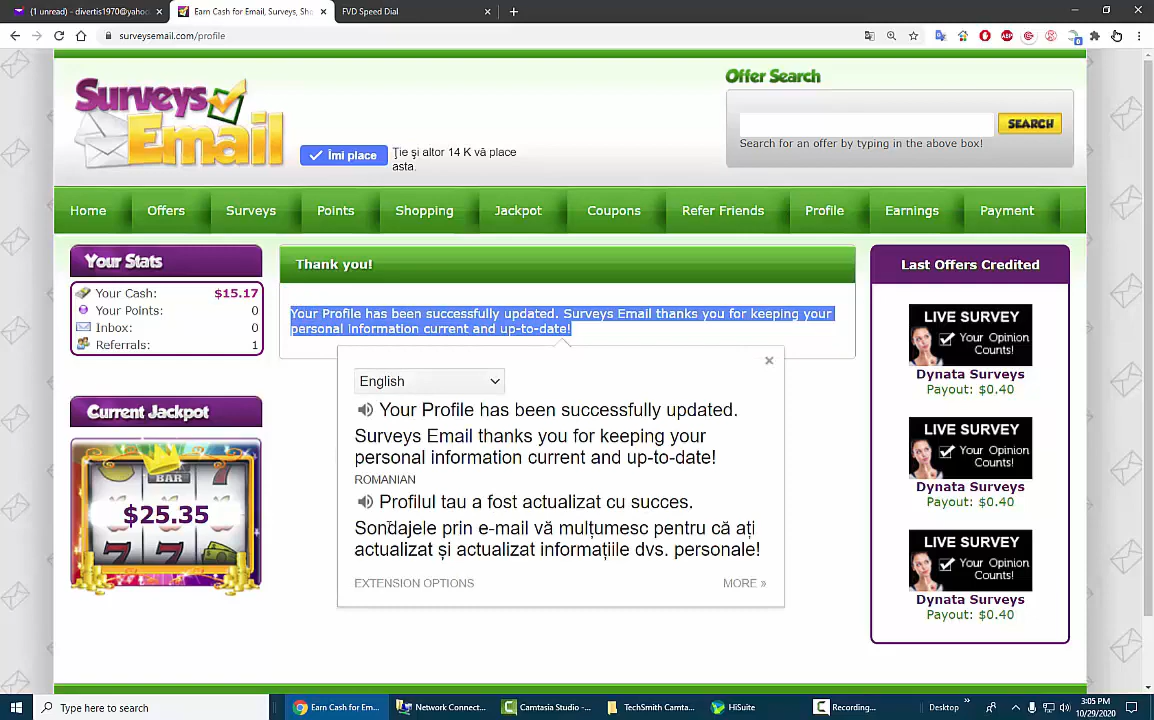 (1 unread) - divertis1970@yaho
Earn Cash for Email, Surveys, Sh
FVD Speed Dial
surveysemail.com/profile
Surveys
Email
Îmi place
Ţie şi altor 14 K vă place
asta.
Offer Search
SEARCH
Search for an offer by typing in the above box!
Home
Offers
Surveys
Points
Shopping
Jackpot
Coupons
Refer Friends
Profile
Earnings
Payment
Your Stats
Your Cash: $15.17
Your Points: 0
Inbox: 0
Referrals: 1
Current Jackpot
BAR
$25.35
Thank you!
Your Profile has been successfully updated. Surveys Email thanks you for keeping your
personal information current and up-to-date!
English
Your Profile has been successfully updated.
Surveys Email thanks you for keeping your
personal information current and up-to-date!
ROMANIAN
Profilul tau a fost actualizat cu succes.
Sondajele prin e-mail vă mulțumesc pentru că ați
actualizat și actualizat informațiile dvs. personale!
EXTENSION OPTIONS
MORE »
Last Offers Credited
LIVE SURVEY
Your Opinion
Counts!
Dynata Surveys
Payout: $0.40
LIVE SURVEY
Your Opinion
Counts!
Dynata Surveys
Payout: $0.40
LIVE SURVEY
Your Opinion
Counts!
Dynata Surveys
Payout: $0.40
Type here to search
Earn Cash for Em...
Network Connect...
Camtasia Studio -...
TechSmith Camta...
HiSuite
Recording...
Desktop
3:05 PM
10/29/2020